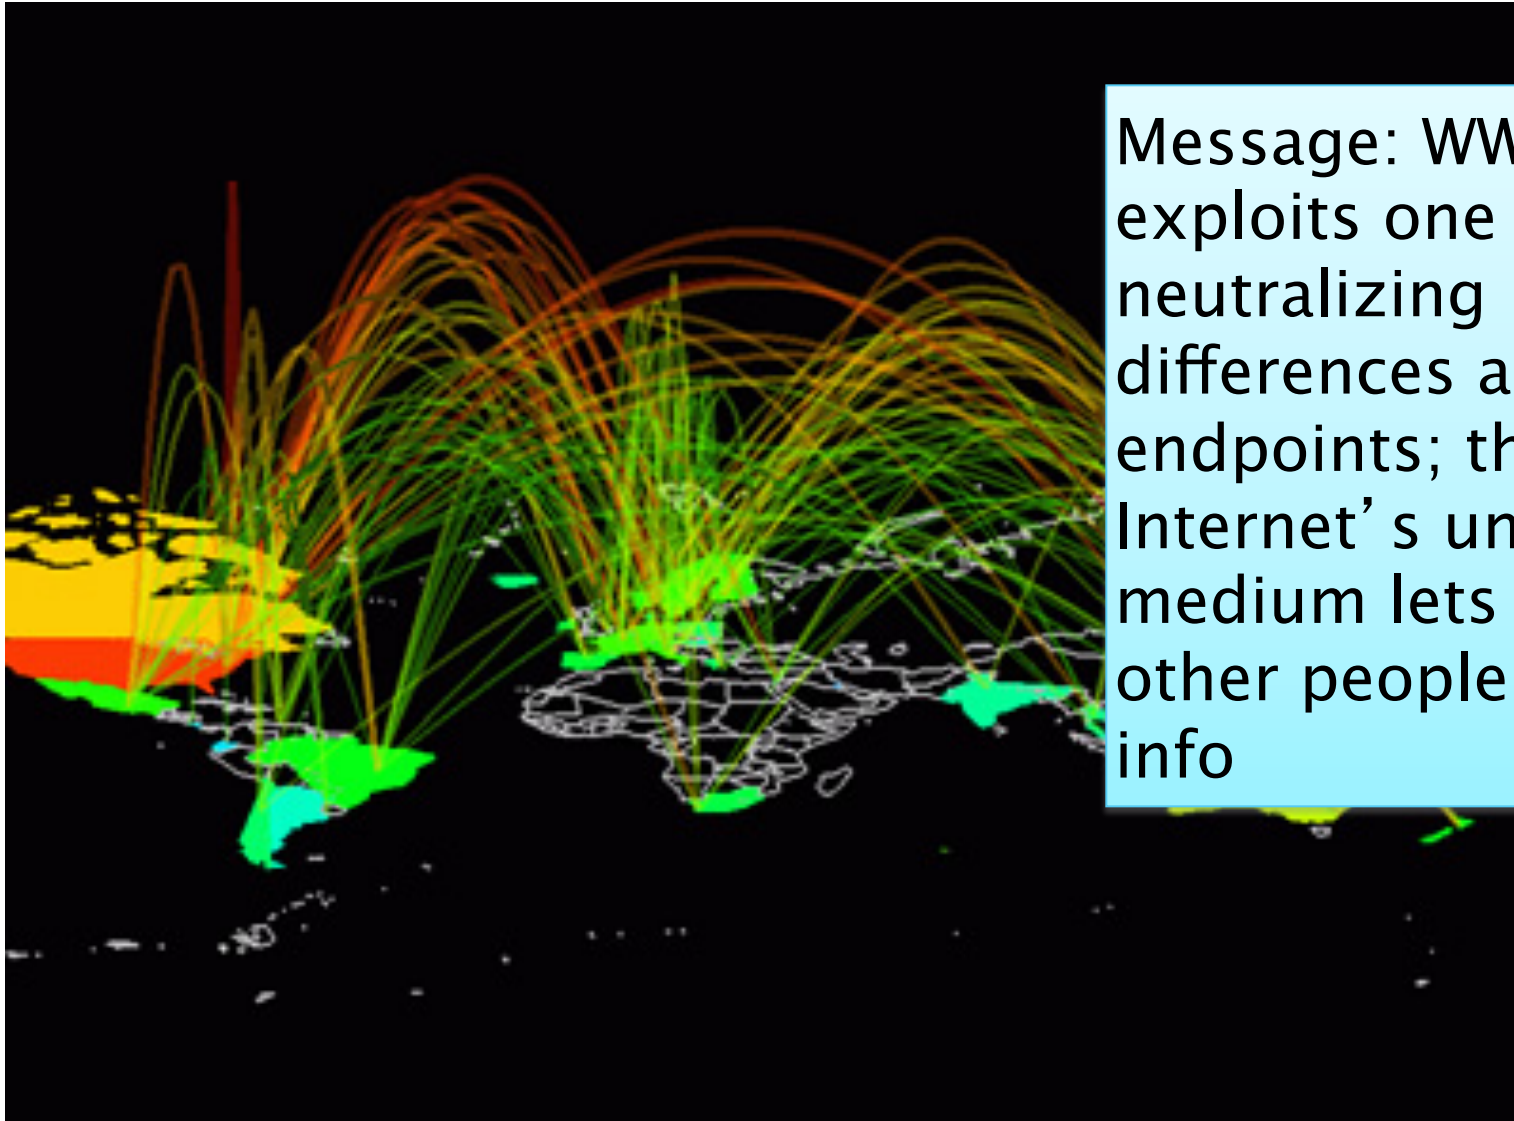 Message: WW
exploits one
neutralizing
differences a
endpoints; th
Internet’s un
medium lets
other people
info